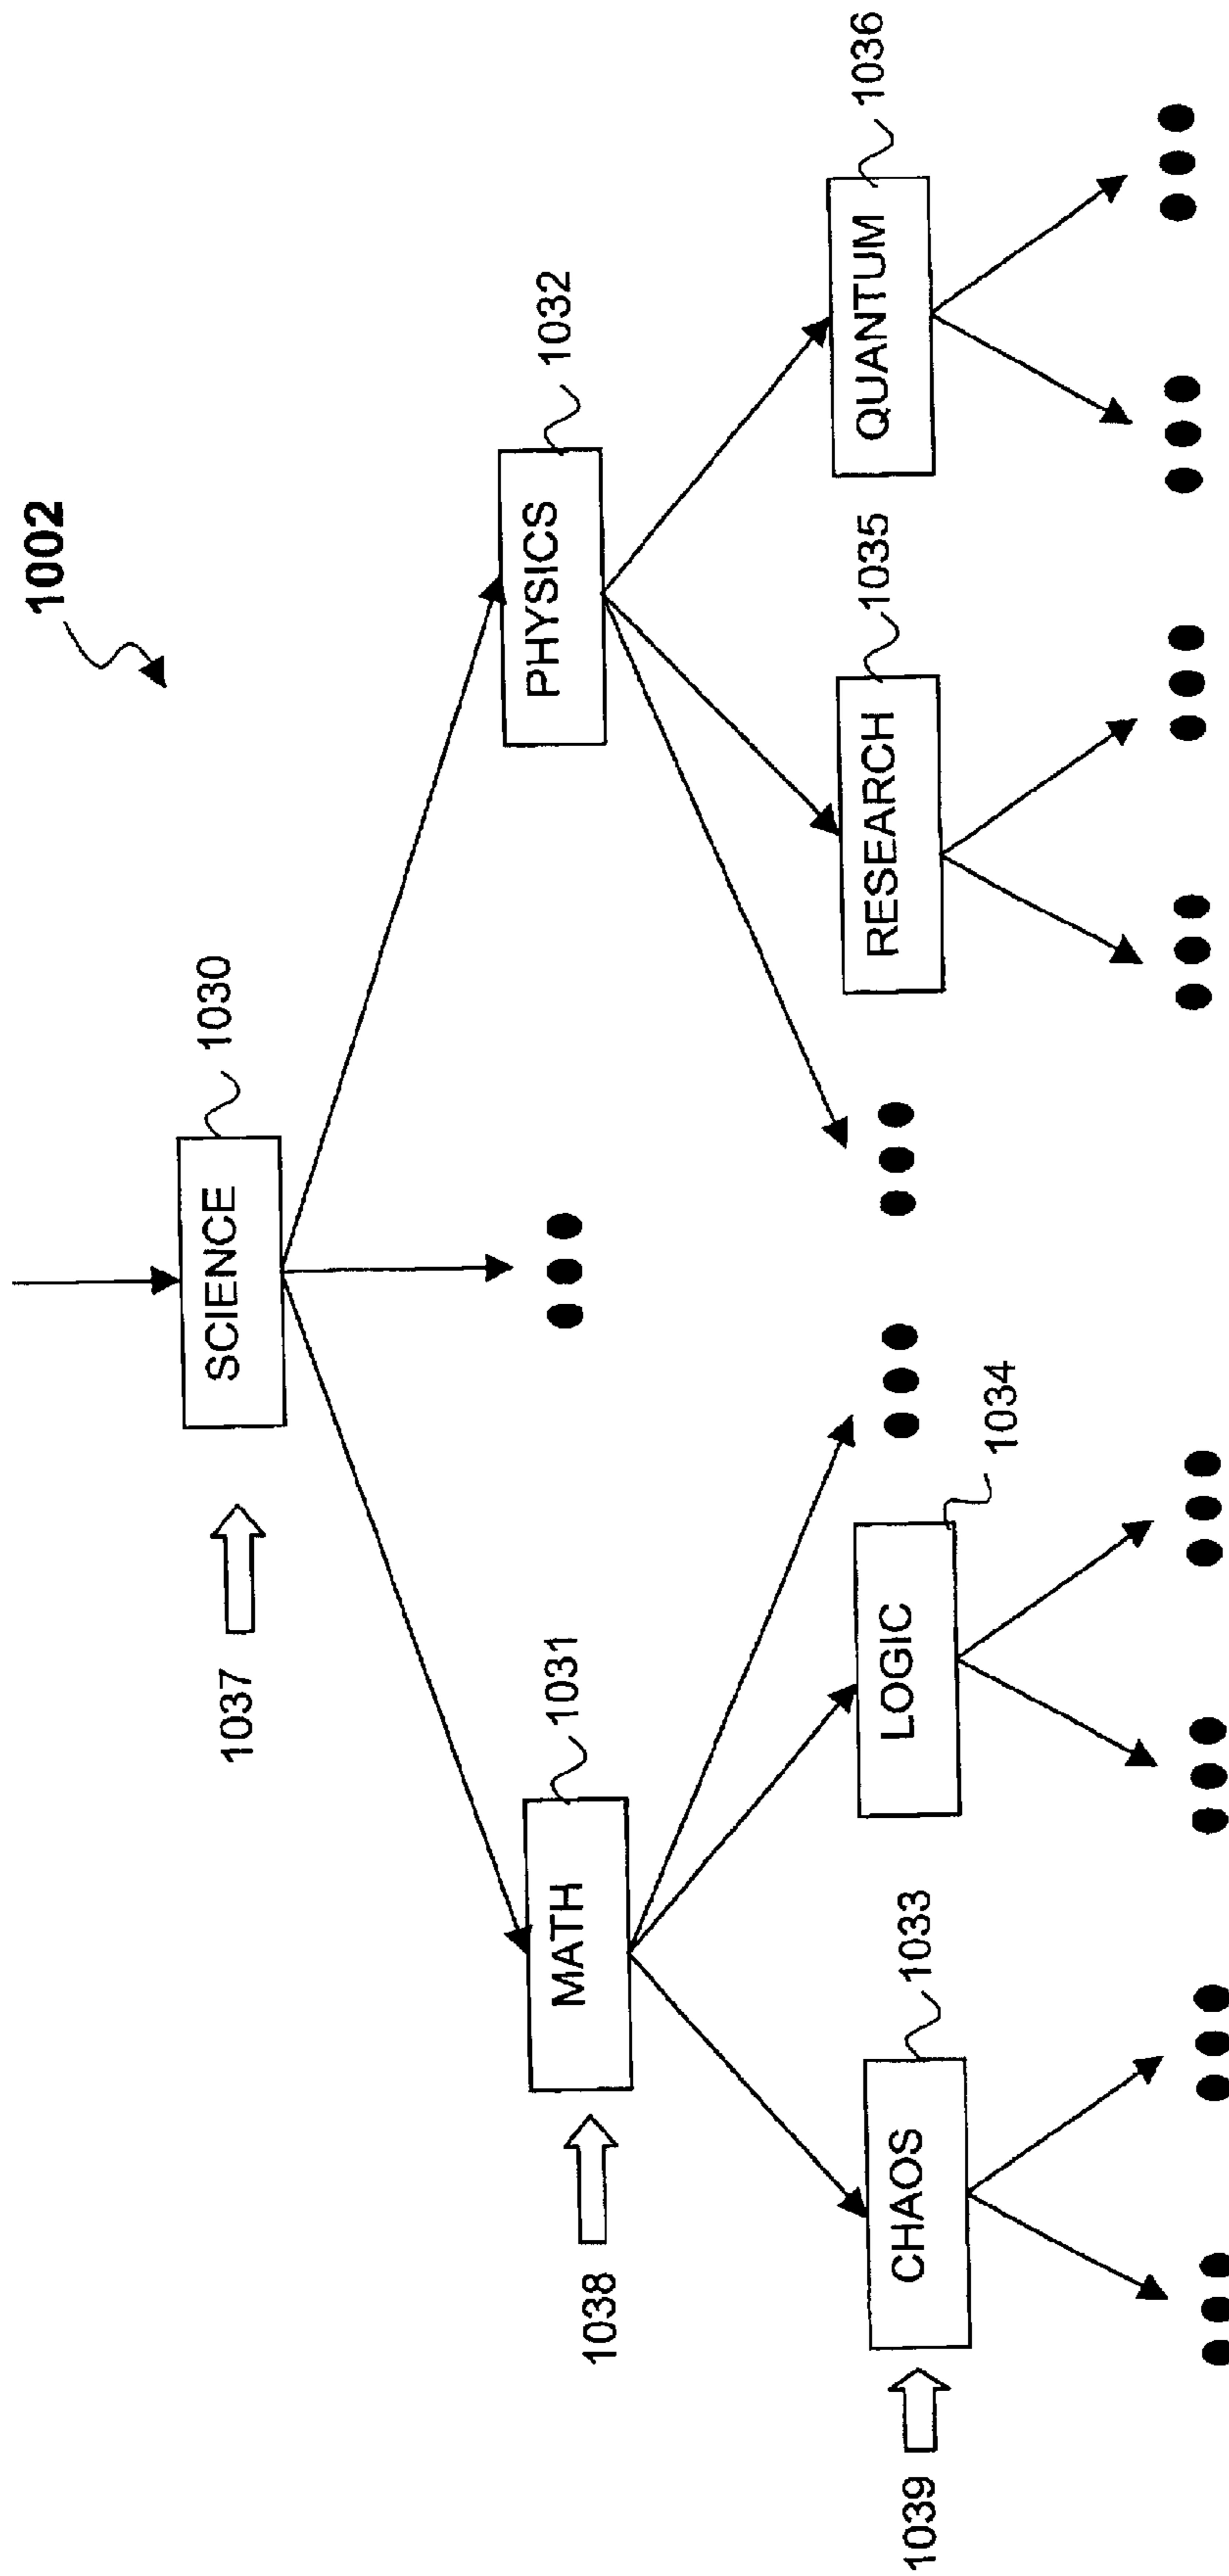 1002
SCIENCE
1030
1037
MATH
1031
1038
PHYSICS
1032
CHAOS
1033
1039
LOGIC
1034
RESEARCH
1035
QUANTUM
1036